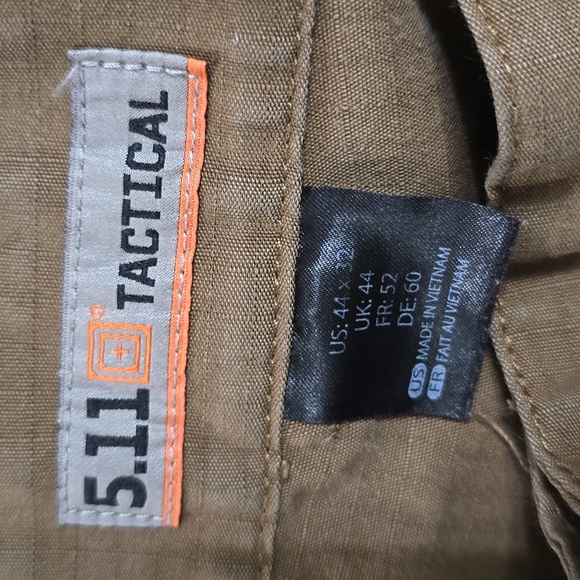 5.11 TACTICAL
US: 44 x 32
UK: 44
FR: 52
DE: 60
US MADE IN VIETNAM
FR FAIT AU VIETNAM